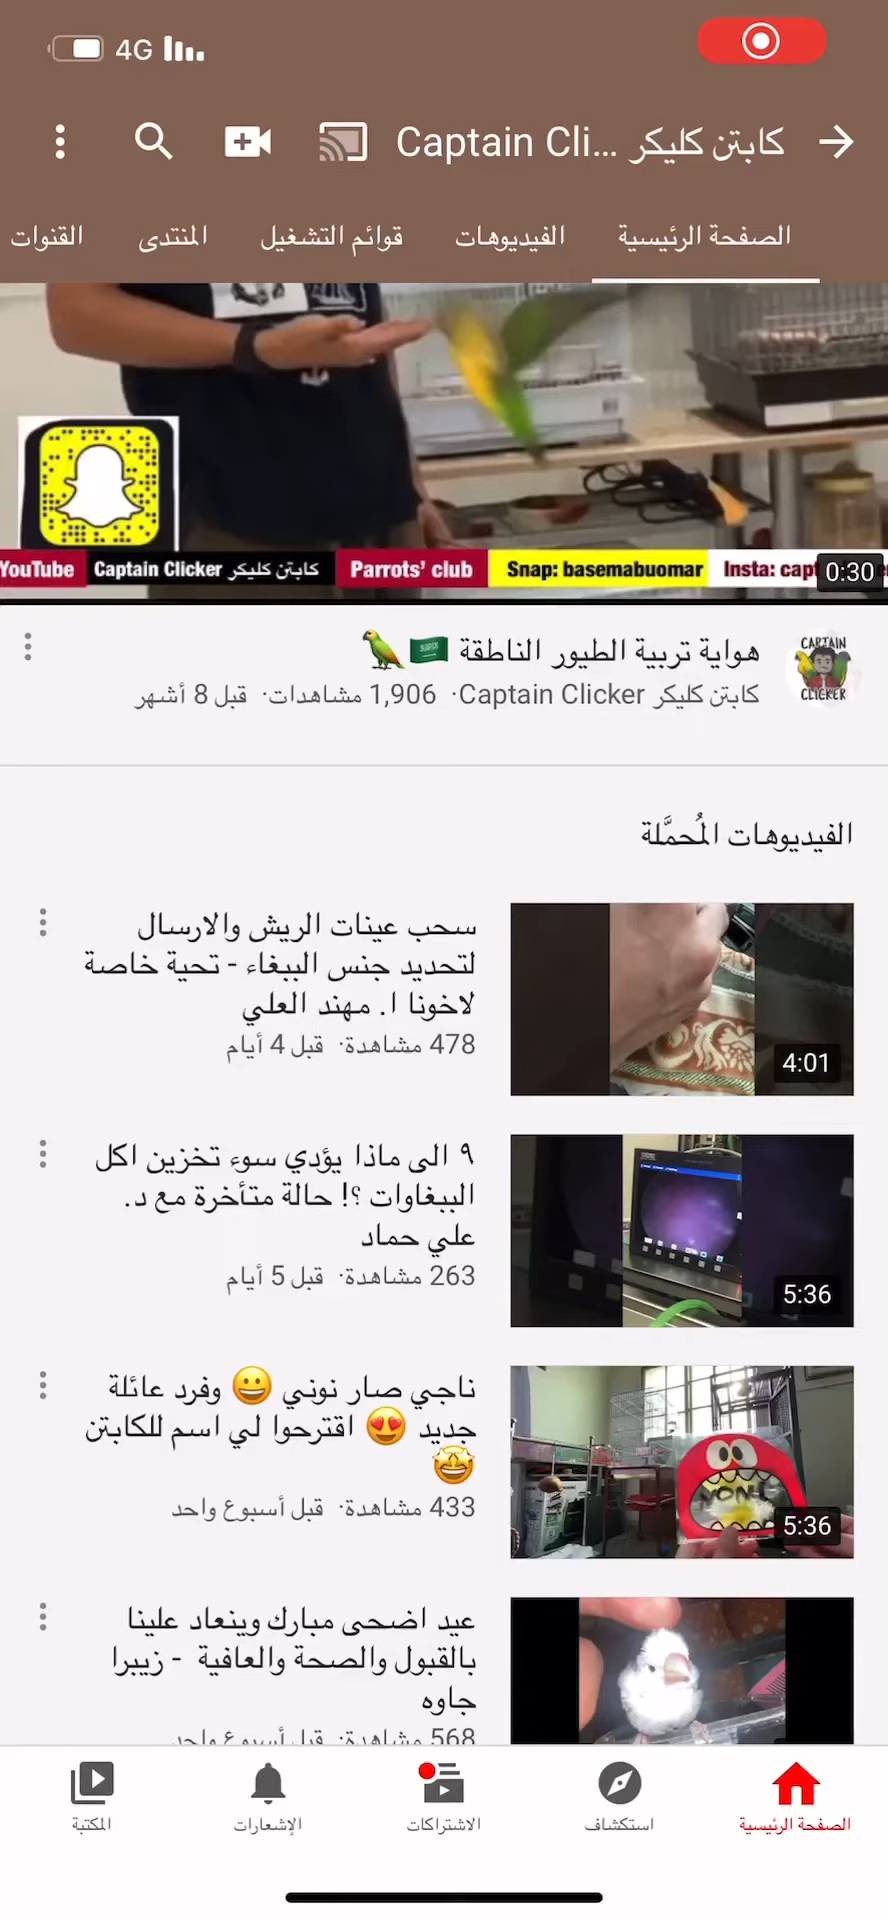 4G
كابتن كليكر Captain Cli...
الصفحة الرئيسية
الفيديوهات
قوائم التشغيل
المنتدى
القنوات
YouTube
Captain Clicker كابتن كليكر
Parrots' club
Snap: basemabuomar
Insta: capt
0:30
CAPTAIN
CLICKER
هواية تربية الطيور الناطقة 🇸🇦🦜
كابتن كليكر Captain Clicker· 1,906 مشاهدات· قبل 8 أشهر
الفيديوهات المُحمَّلة
سحب عينات الريش والارسال
لتحديد جنس الببغاء - تحية خاصة
لاخونا ا. مهند العلي
478 مشاهدة· قبل 4 أيام
4:01
٩ الى ماذا يؤدي سوء تخزين اكل
الببغاوات ؟! حالة متأخرة مع د.
علي حماد
263 مشاهدة· قبل 5 أيام
5:36
ناجي صار نوني 😀 وفرد عائلة
جديد 😍 اقترحوا لي اسم للكابتن
🤩
433 مشاهدة· قبل أسبوع واحد
5:36
عيد اضحى مبارك وينعاد علينا
بالقبول والصحة والعافية - زيبرا
جاوه
568 مشاهدة· قبل أسبوع واحد
الصفحة الرئيسية
استكشاف
الاشتراكات
الإشعارات
المكتبة